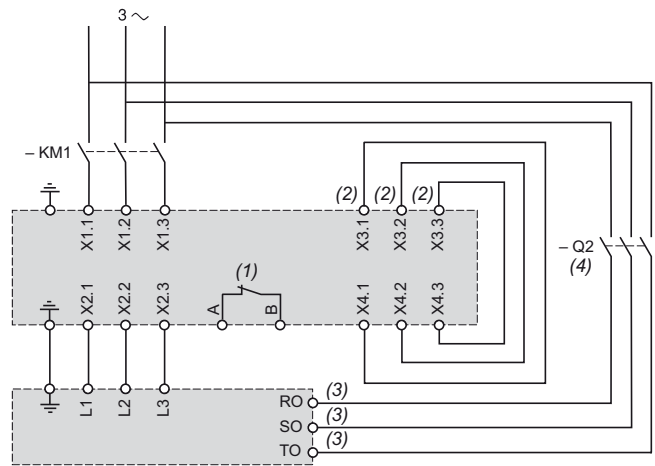 3 ~
– KM1
(2) (2) (2)
X1.1 X1.2 X1.3 X3.1 X3.2 X3.3
– Q2
(4)
(1)
X2.1 X2.2 X2.3 A B X4.1 X4.2 X4.3
L1 L2 L3
RO (3)
SO (3)
TO (3)